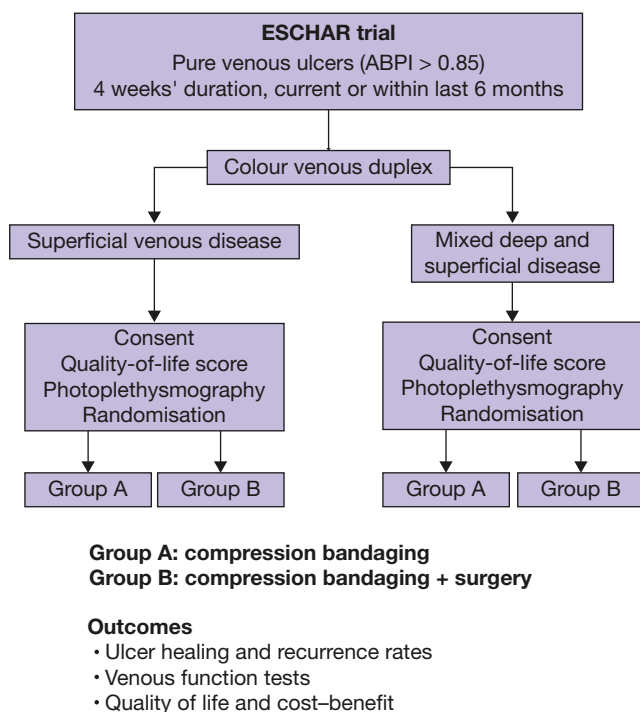 ESCHAR trial
Pure venous ulcers (ABPI > 0.85)
4 weeks' duration, current or within last 6 months
Colour venous duplex
Superficial venous disease
Mixed deep and
superficial disease
Consent
Quality-of-life score
Photoplethysmography
Randomisation
Consent
Quality-of-life score
Photoplethysmography
Randomisation
Group A
Group B
Group A
Group B
Group A: compression bandaging
Group B: compression bandaging + surgery
Outcomes
• Ulcer healing and recurrence rates
• Venous function tests
• Quality of life and cost–benefit